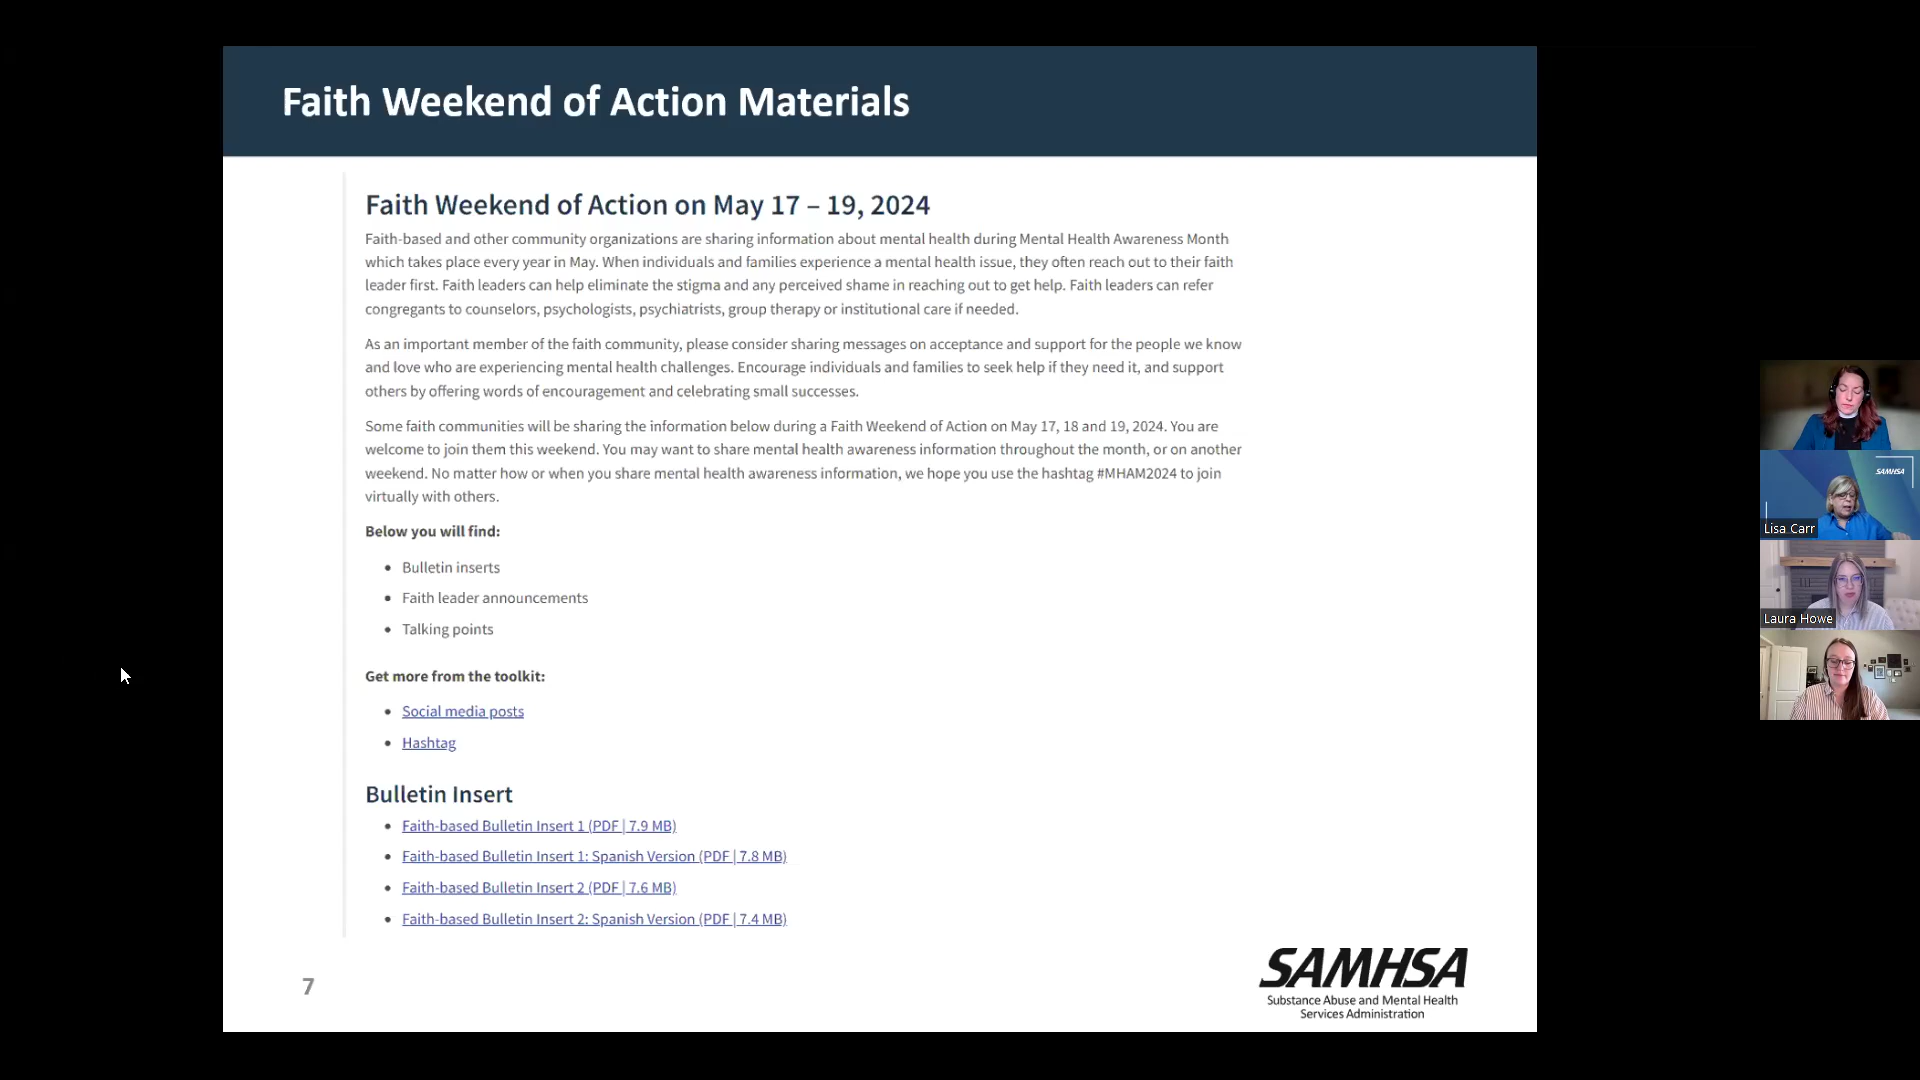 Faith Weekend of Action Materials
Faith Weekend of Action on May 17 – 19, 2024
Faith-based and other community organizations are sharing information about mental health during Mental Health Awareness Month
which takes place every year in May. When individuals and families experience a mental health issue, they often reach out to their faith
leader first. Faith leaders can help eliminate the stigma and any perceived shame in reaching out to get help. Faith leaders can refer
congregants to counselors, psychologists, psychiatrists, group therapy or institutional care if needed.
As an important member of the faith community, please consider sharing messages on acceptance and support for the people we know
and love who are experiencing mental health challenges. Encourage individuals and families to seek help if they need it, and support
others by offering words of encouragement and celebrating small successes.
Some faith communities will be sharing the information below during a Faith Weekend of Action on May 17, 18 and 19, 2024. You are
welcome to join them this weekend. You may want to share mental health awareness information throughout the month, or on another
weekend. No matter how or when you share mental health awareness information, we hope you use the hashtag #MHAM2024 to join
virtually with others.
Below you will find:
• Bulletin inserts
• Faith leader announcements
• Talking points
Get more from the toolkit:
• Social media posts
• Hashtag
Bulletin Insert
• Faith-based Bulletin Insert 1 (PDF | 7.9 MB)
• Faith-based Bulletin Insert 1: Spanish Version (PDF | 7.8 MB)
• Faith-based Bulletin Insert 2 (PDF | 7.6 MB)
• Faith-based Bulletin Insert 2: Spanish Version (PDF | 7.4 MB)
7
SAMHSA
Substance Abuse and Mental Health
Services Administration
SAMHSA
Lisa Carr
Laura Howe